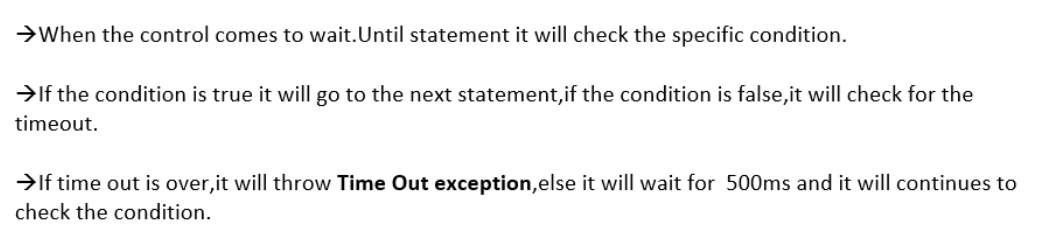 →When the control comes to wait.Until statement it will check the specific condition.
→If the condition is true it will go to the next statement,if the condition is false,it will check for the
timeout.
→If time out is over,it will throw Time Out exception,else it will wait for  500ms and it will continues to
check the condition.